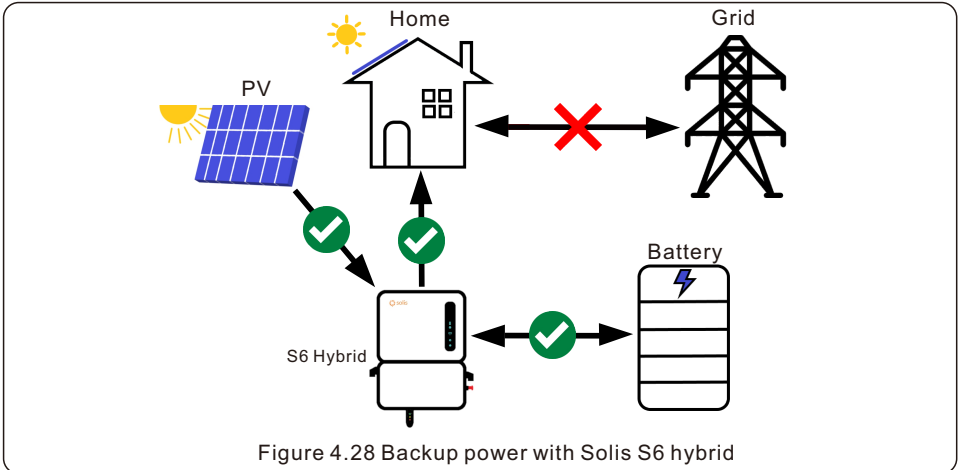 Home
Grid
PV
Battery
solis
S6 Hybrid
Figure 4.28 Backup power with Solis S6 hybrid